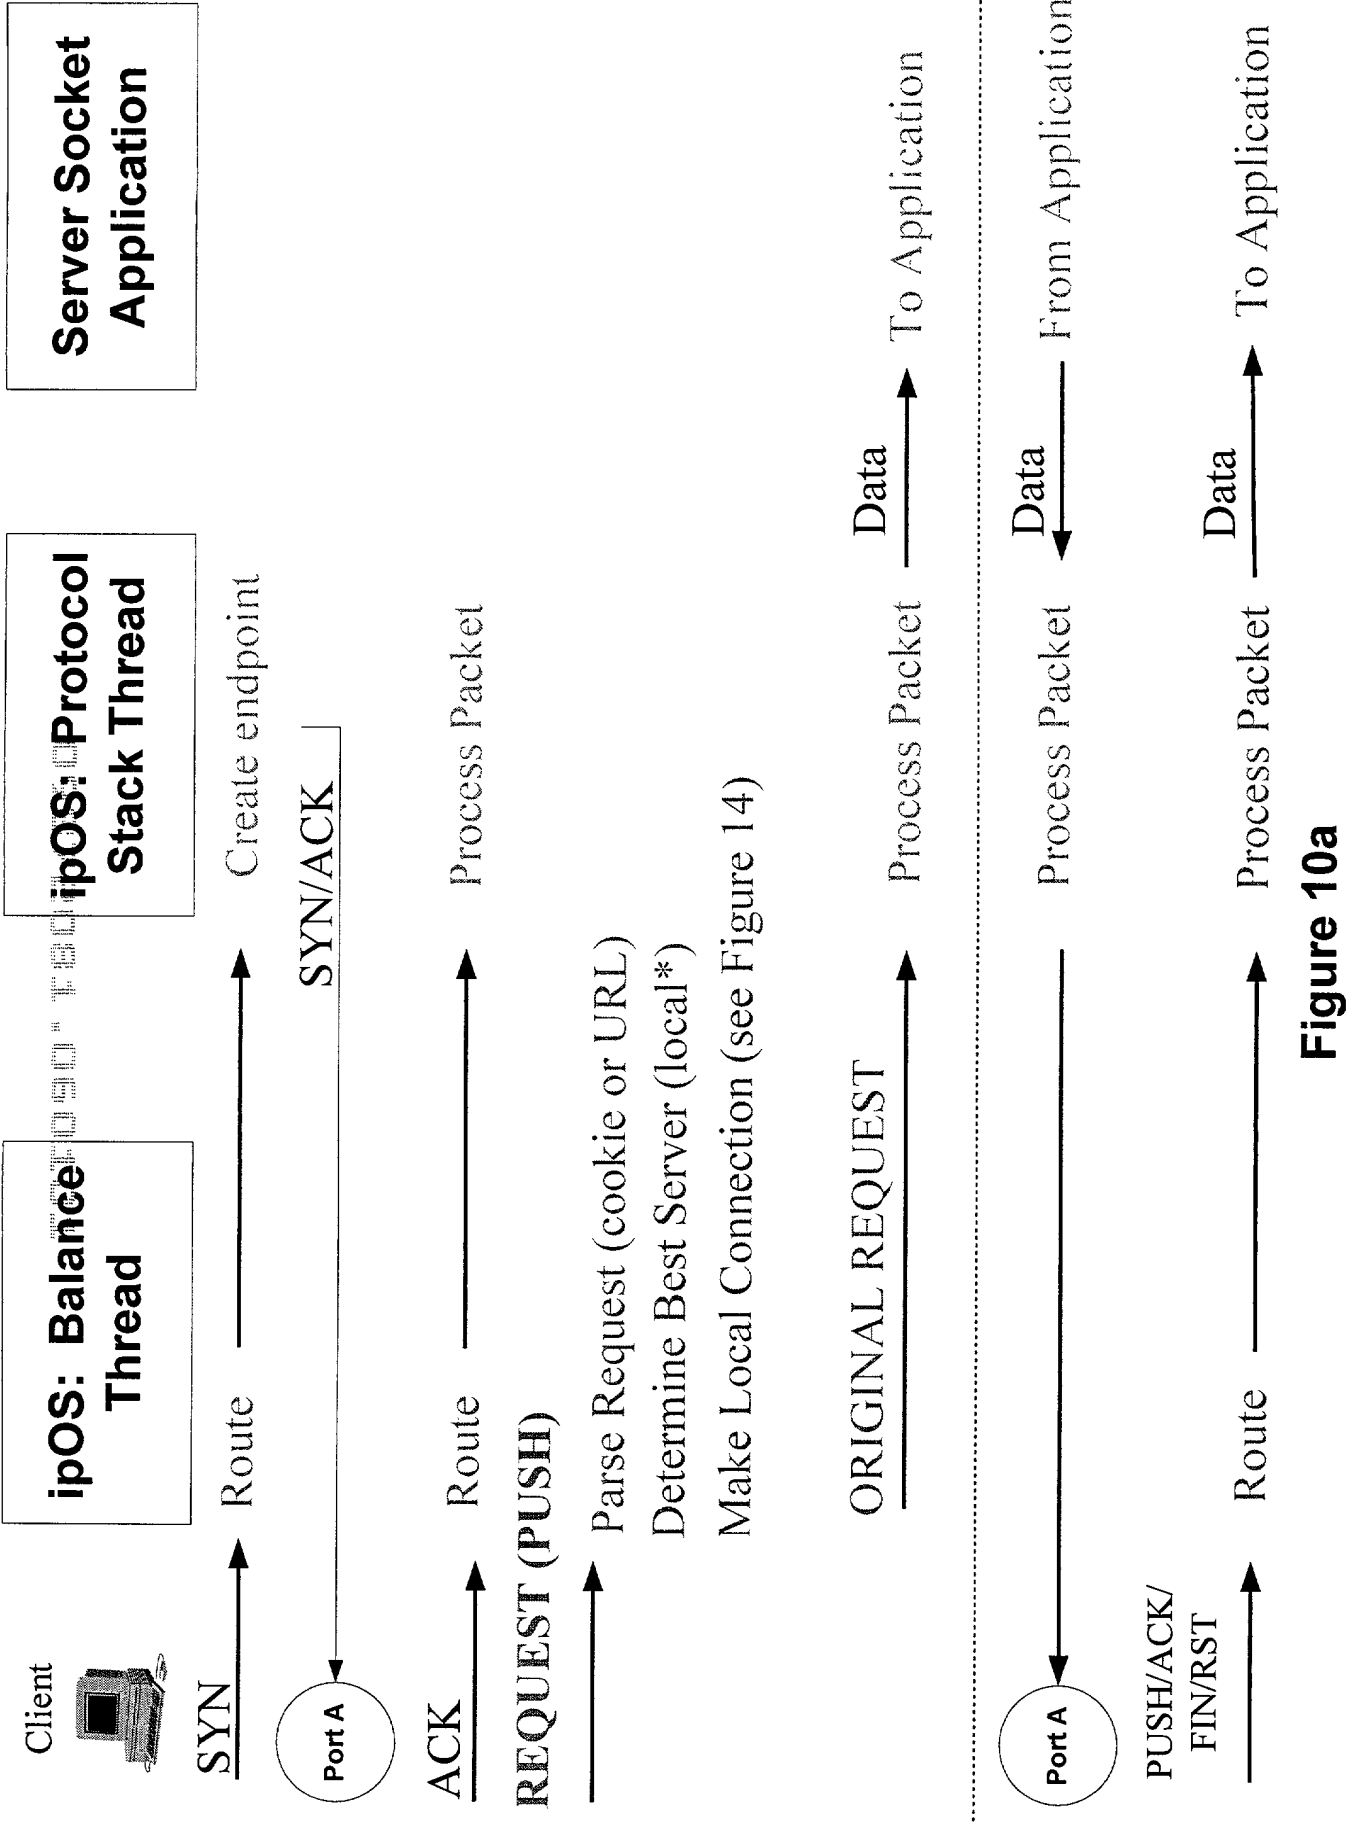 Client
ipOS: Balance
Thread
ipOS: Protocol
Stack Thread
Server Socket
Application
SYN
Route
Create endpoint
SYN/ACK
Port A
ACK
Route
Process Packet
REQUEST (PUSH)
Parse Request (cookie or URL)
Determine Best Server (local*)
Make Local Connection (see Figure 14)
ORIGINAL REQUEST
Process Packet
Data
To Application
Port A
Process Packet
Data
From Application
PUSH/ACK/
FIN/RST
Route
Process Packet
Data
To Application
Figure 10a